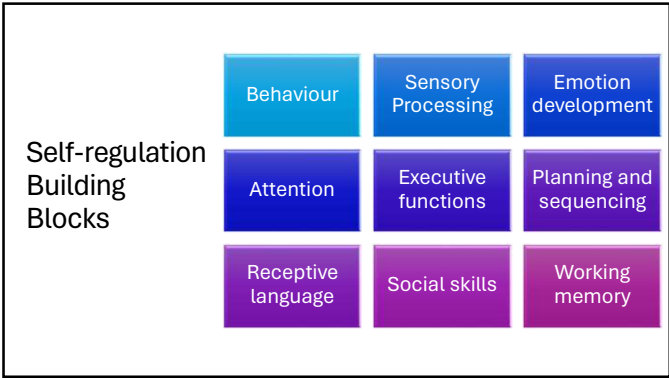 Self-regulation
Building
Blocks
Behaviour
Sensory
Processing
Emotion
development
Attention
Executive
functions
Planning and
sequencing
Receptive
language
Social skills
Working
memory